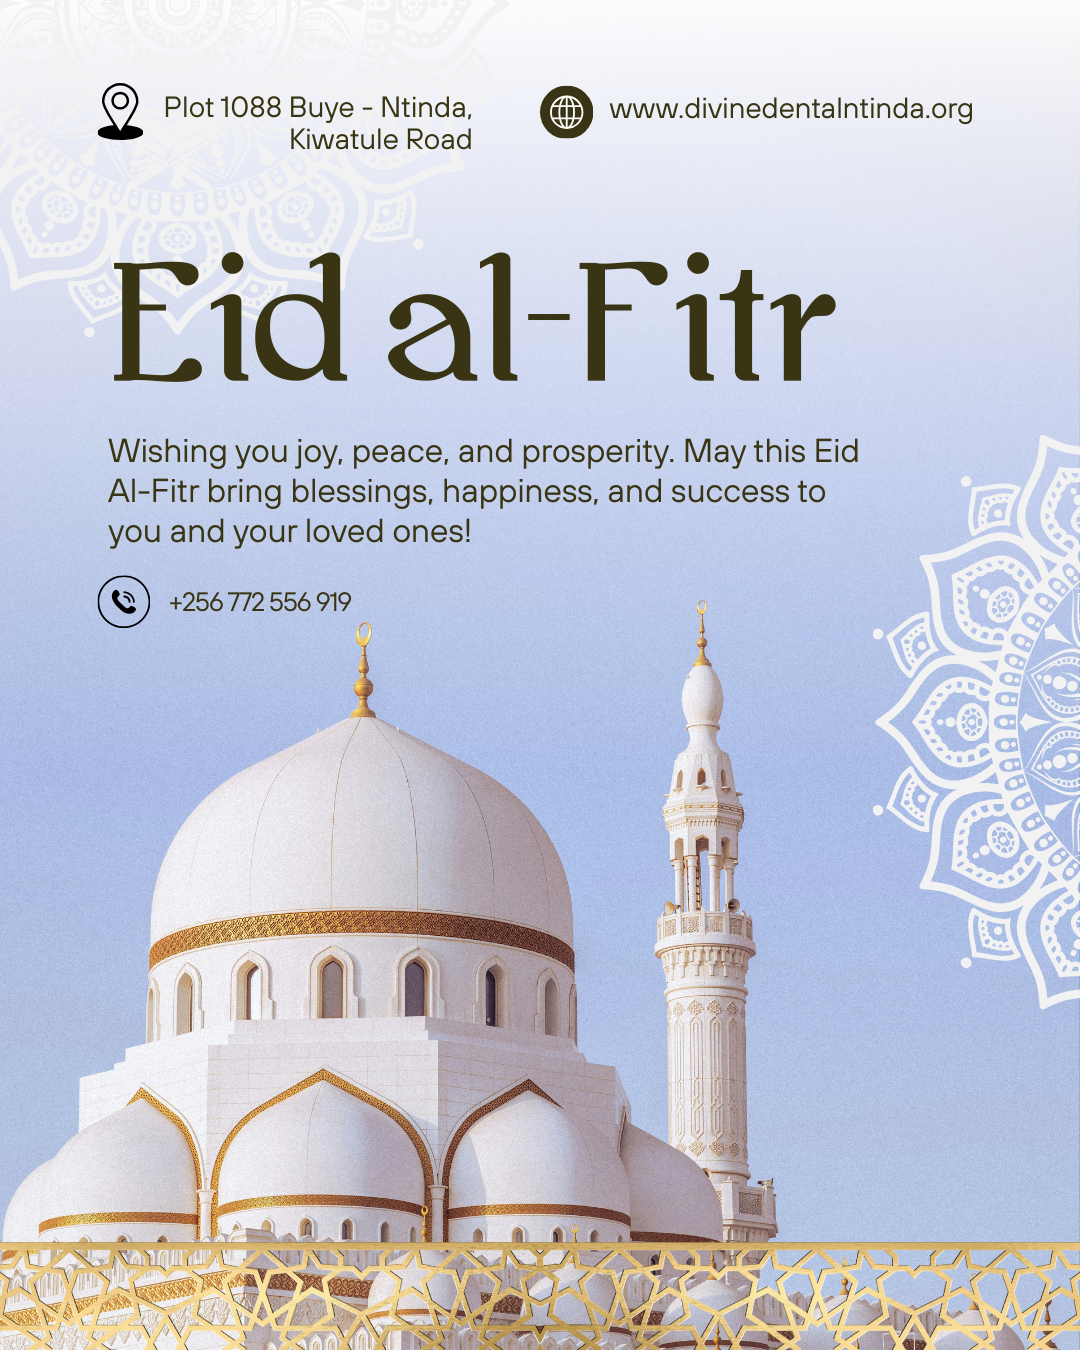 Plot 1088 Buye - Ntinda,
Kiwatule Road
www.divinedentalntinda.org
Eid al-Fitr
Wishing you joy, peace, and prosperity. May this Eid
Al-Fitr bring blessings, happiness, and success to
you and your loved ones!
+256 772 556 919